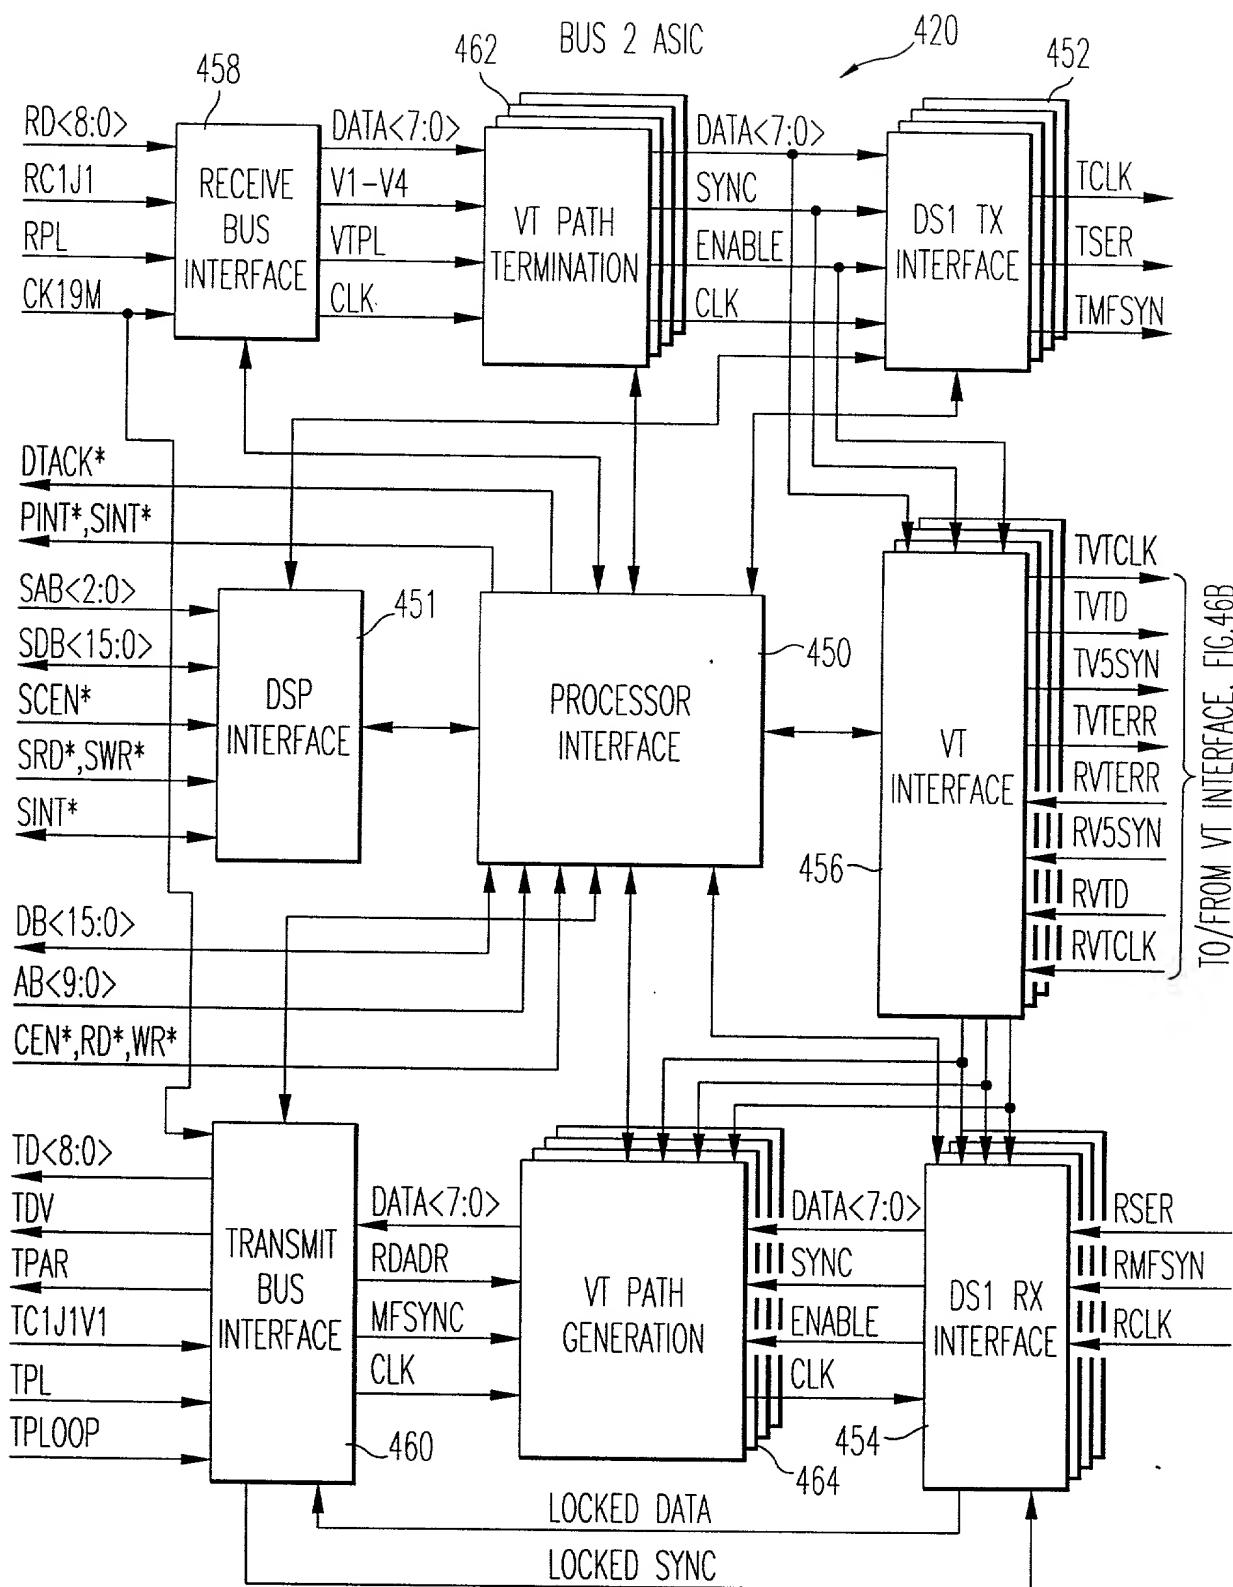 BUS 2 ASIC
420
458
462
452
RD<8:0>
RC1J1
RPL
CK19M
RECEIVE
BUS
INTERFACE
DATA<7:0>
V1-V4
VTPL
CLK
VT PATH
TERMINATION
DATA<7:0>
SYNC
ENABLE
CLK
DS1 TX
INTERFACE
TCLK
TSER
TMFSYN
DTACK*
PINT*,SINT*
SAB<2:0>
SDB<15:0>
SCEN*
SRD*,SWR*
SINT*
451
DSP
INTERFACE
450
PROCESSOR
INTERFACE
VT
INTERFACE
456
TVTCLK
TVTD
TV5SYN
TVTERR
RVTERR
RV5SYN
RVTD
RVTCLK
TO/FROM VT INTERFACE, FIG.46B
DB<15:0>
AB<9:0>
CEN*,RD*,WR*
TD<8:0>
TDV
TPAR
TC1J1V1
TPL
TPLOOP
TRANSMIT
BUS
INTERFACE
460
DATA<7:0>
RDADR
MFSYNC
CLK
VT PATH
GENERATION
464
DATA<7:0>
SYNC
ENABLE
CLK
DS1 RX
INTERFACE
454
RSER
RMFSYN
RCLK
LOCKED DATA
LOCKED SYNC